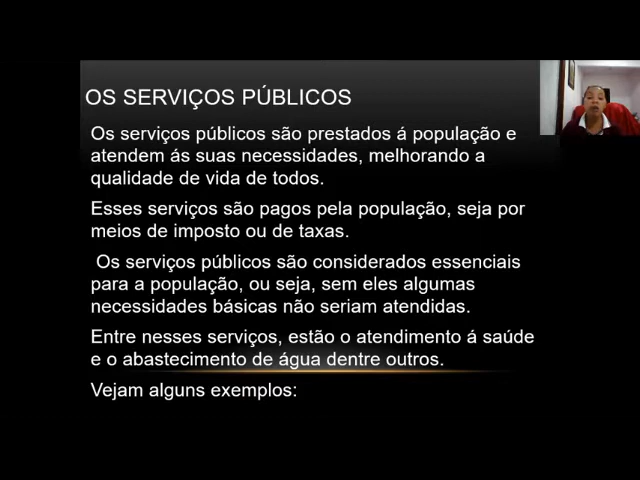 OS SERVIÇOS PÚBLICOS
Os serviços públicos são prestados á população e
atendem ás suas necessidades, melhorando a
qualidade de vida de todos.
Esses serviços são pagos pela população, seja por
meios de imposto ou de taxas.
Os serviços públicos são considerados essenciais
para a população, ou seja, sem eles algumas
necessidades básicas não seriam atendidas.
Entre nesses serviços, estão o atendimento á saúde
e o abastecimento de água dentre outros.
Vejam alguns exemplos: